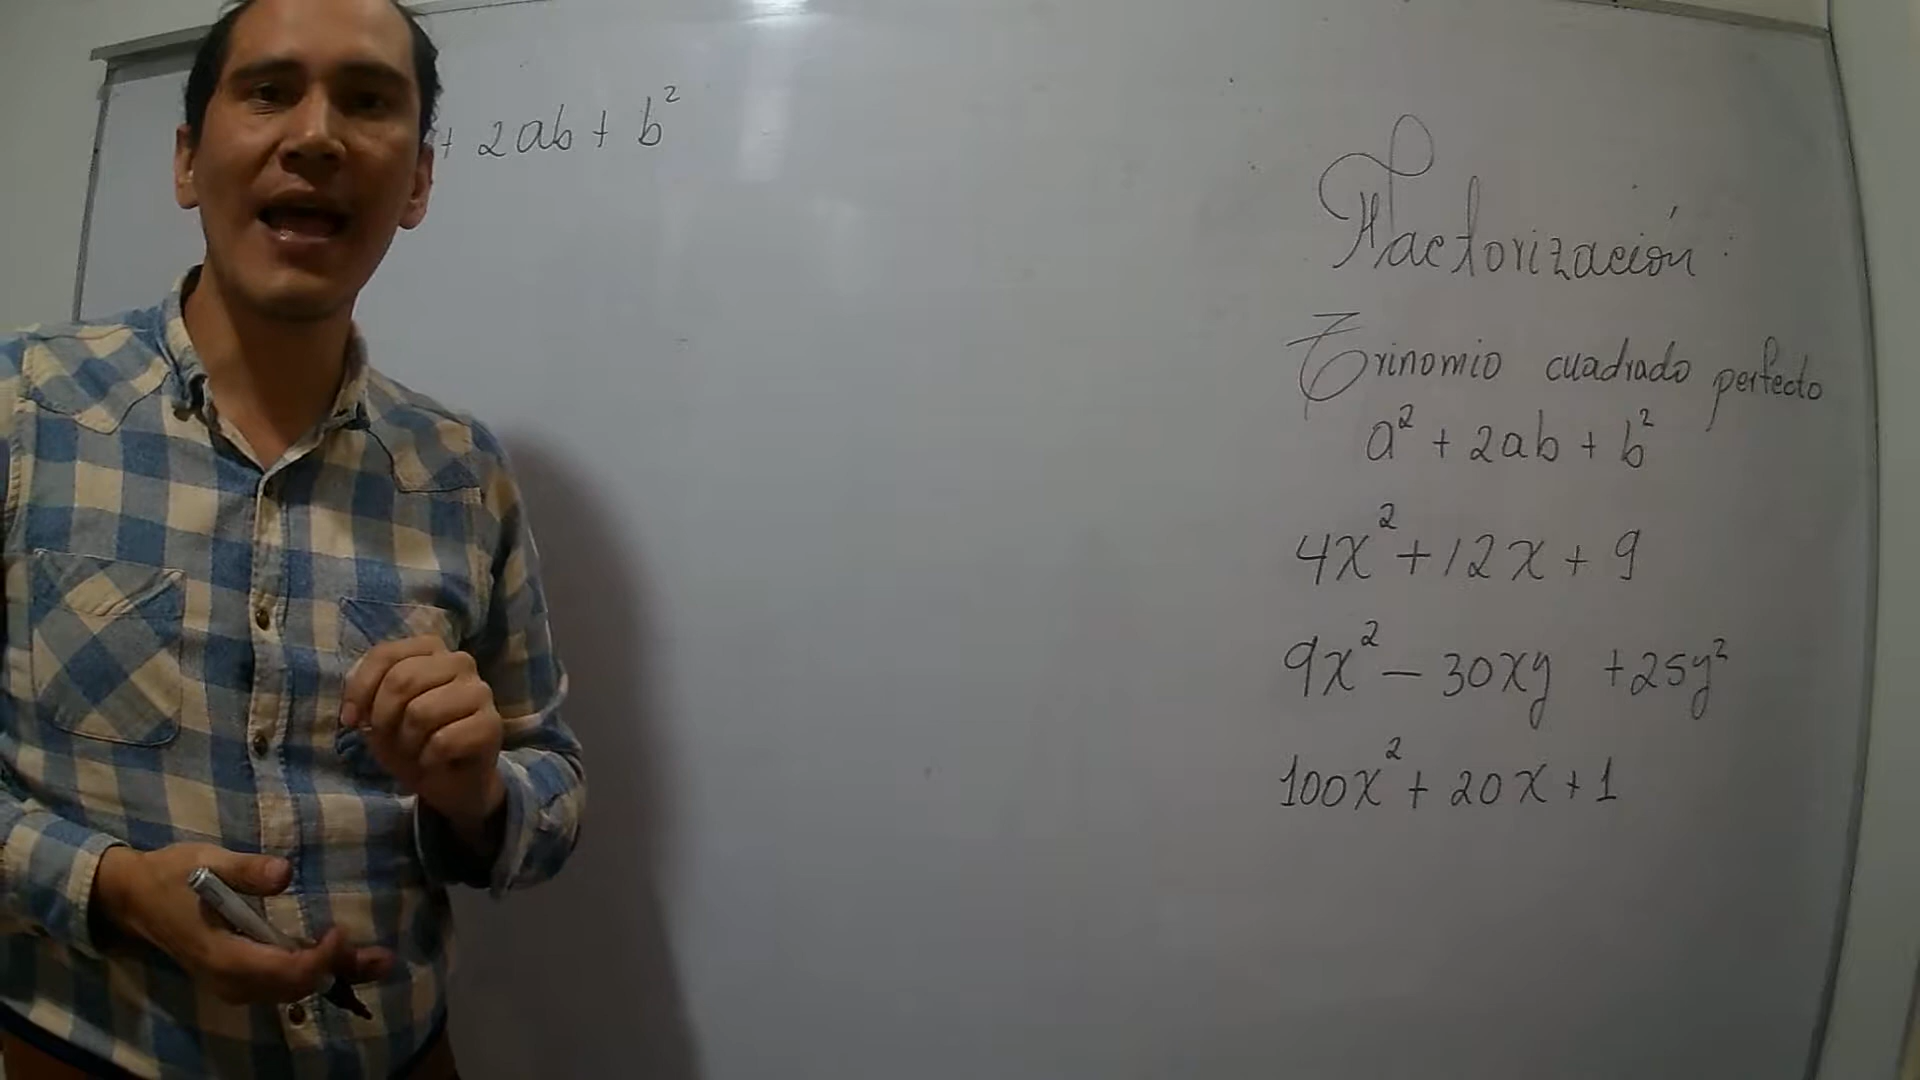 + 2ab + b²
Factorización:
Trinomio cuadrado perfecto
a² + 2ab + b²
4x² + 12x + 9
9x² - 30xy + 25y²
100x² + 20x + 1